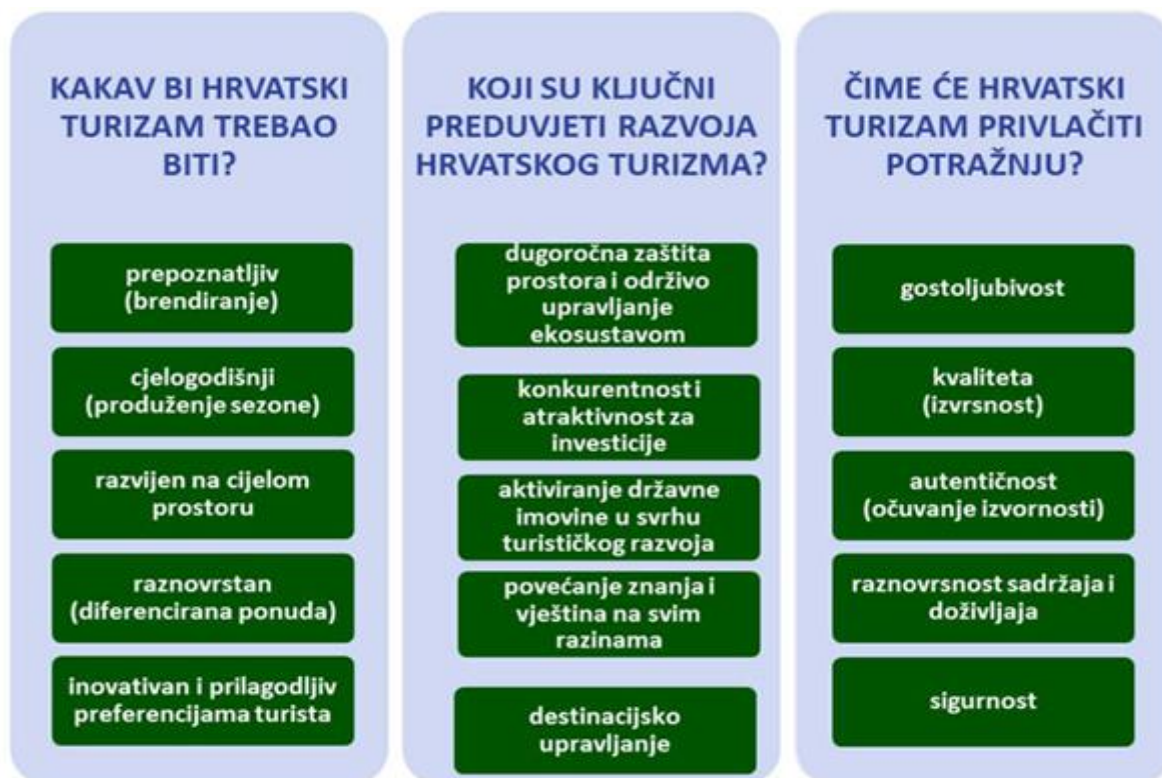 KAKAV BI HRVATSKI
TURIZAM TREBAO
BITI?
prepoznatljiv
(brendiranje)
cjelogodišnji
(produženje sezone)
razvijen na cijelom
prostoru
raznovrstan
(diferencirana ponuda)
inovativan i prilagodljiv
preferencijama turista
KOJI SU KLJUČNI
PREDUVJETI RAZVOJA
HRVATSKOG TURIZMA?
dugoročna zaštita
prostora i održivo
upravljanje
ekosustavom
konkurentnost i
atraktivnost za
investicije
aktiviranje državne
imovine u svrhu
turističkog razvoja
povećanje znanja i
vještina na svim
razinama
destinacijsko
upravljanje
ČIME ĆE HRVATSKI
TURIZAM PRIVLAČITI
POTRAŽNJU?
gostoljubivost
kvaliteta
(izvrsnost)
autentičnost
(očuvanje izvornosti)
raznovrsnost sadržaja i
doživljaja
sigurnost